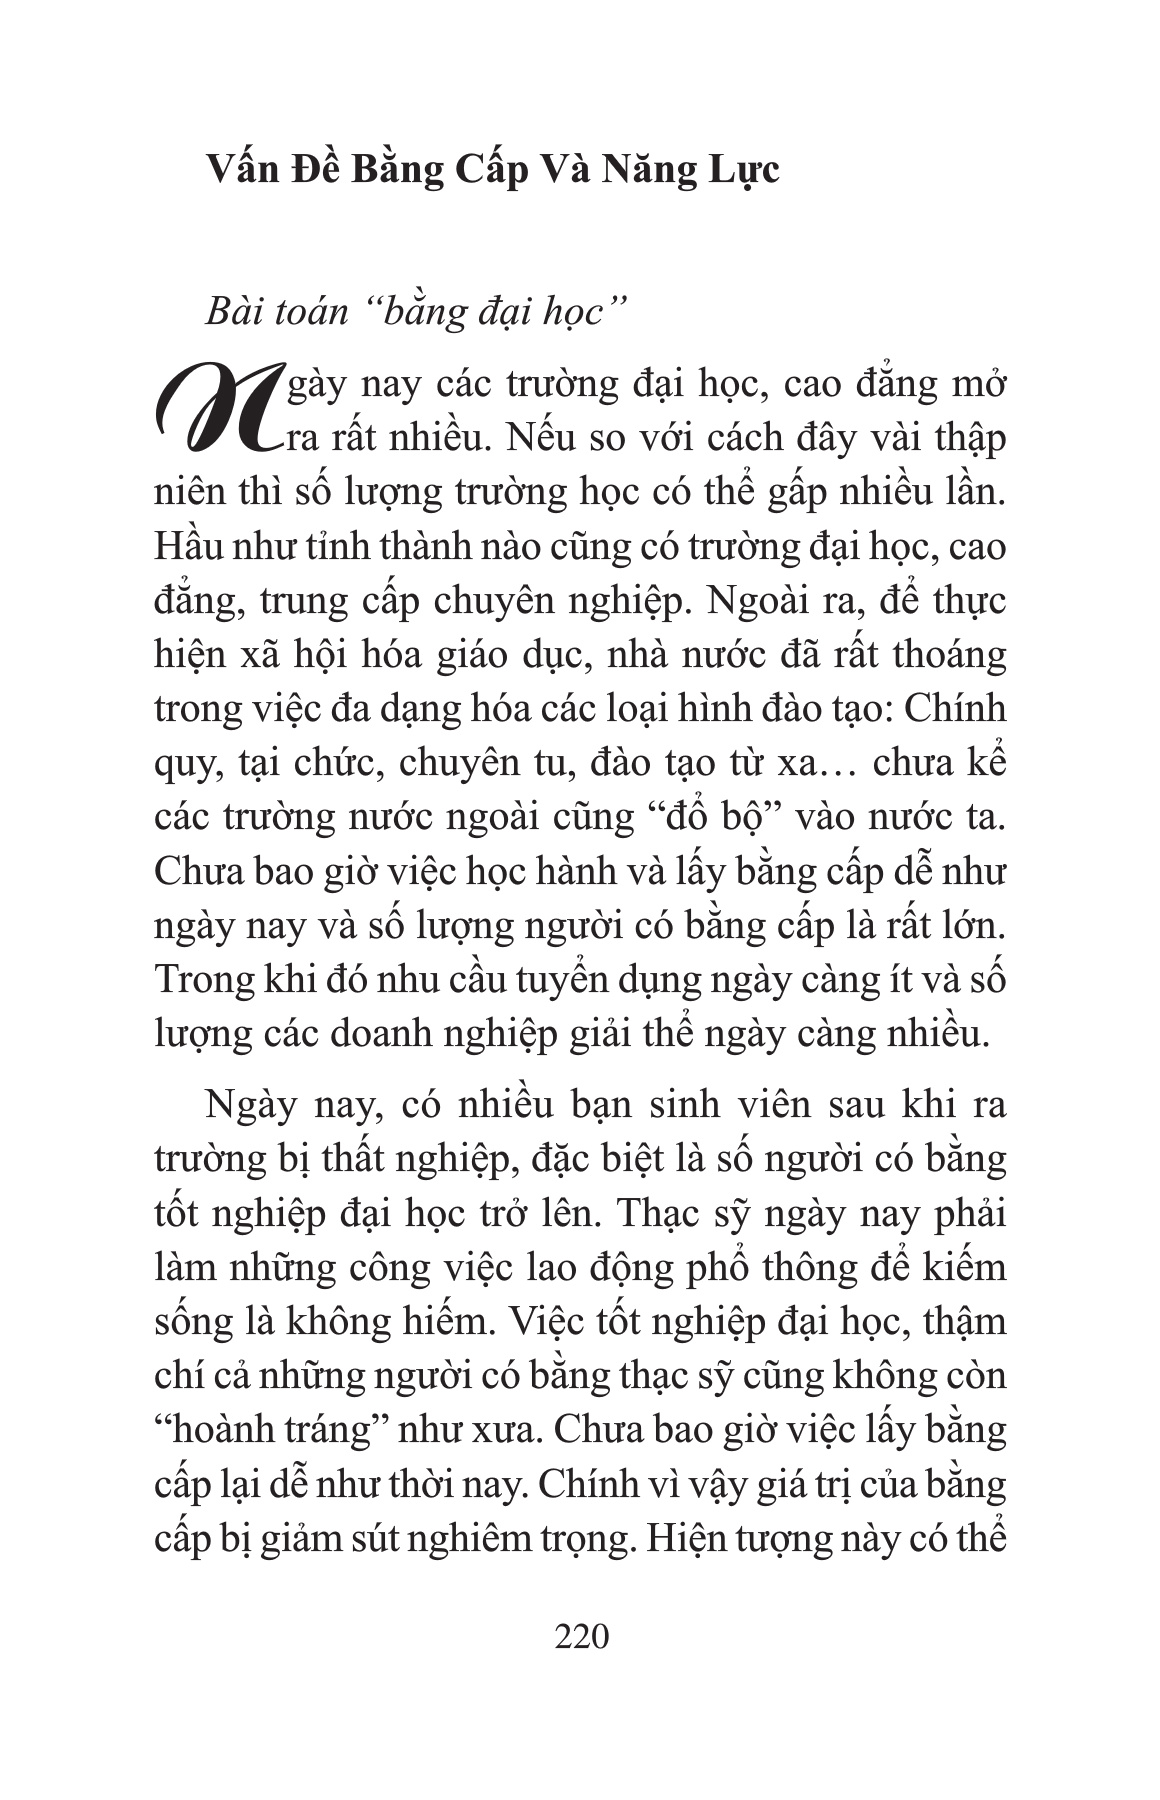 Vấn Đề Bằng Cấp Và Năng Lực
Bài toán “bằng đại học”
Ngày nay các trường đại học, cao đẳng mở
ra rất nhiều. Nếu so với cách đây vài thập
niên thì số lượng trường học có thể gấp nhiều lần.
Hầu như tỉnh thành nào cũng có trường đại học, cao
đẳng, trung cấp chuyên nghiệp. Ngoài ra, để thực
hiện xã hội hóa giáo dục, nhà nước đã rất thoáng
trong việc đa dạng hóa các loại hình đào tạo: Chính
quy, tại chức, chuyên tu, đào tạo từ xa… chưa kể
các trường nước ngoài cũng “đổ bộ” vào nước ta.
Chưa bao giờ việc học hành và lấy bằng cấp dễ như
ngày nay và số lượng người có bằng cấp là rất lớn.
Trong khi đó nhu cầu tuyển dụng ngày càng ít và số
lượng các doanh nghiệp giải thể ngày càng nhiều.
Ngày nay, có nhiều bạn sinh viên sau khi ra
trường bị thất nghiệp, đặc biệt là số người có bằng
tốt nghiệp đại học trở lên. Thạc sỹ ngày nay phải
làm những công việc lao động phổ thông để kiếm
sống là không hiếm. Việc tốt nghiệp đại học, thậm
chí cả những người có bằng thạc sỹ cũng không còn
“hoành tráng” như xưa. Chưa bao giờ việc lấy bằng
cấp lại dễ như thời nay. Chính vì vậy giá trị của bằng
cấp bị giảm sút nghiêm trọng. Hiện tượng này có thể
220